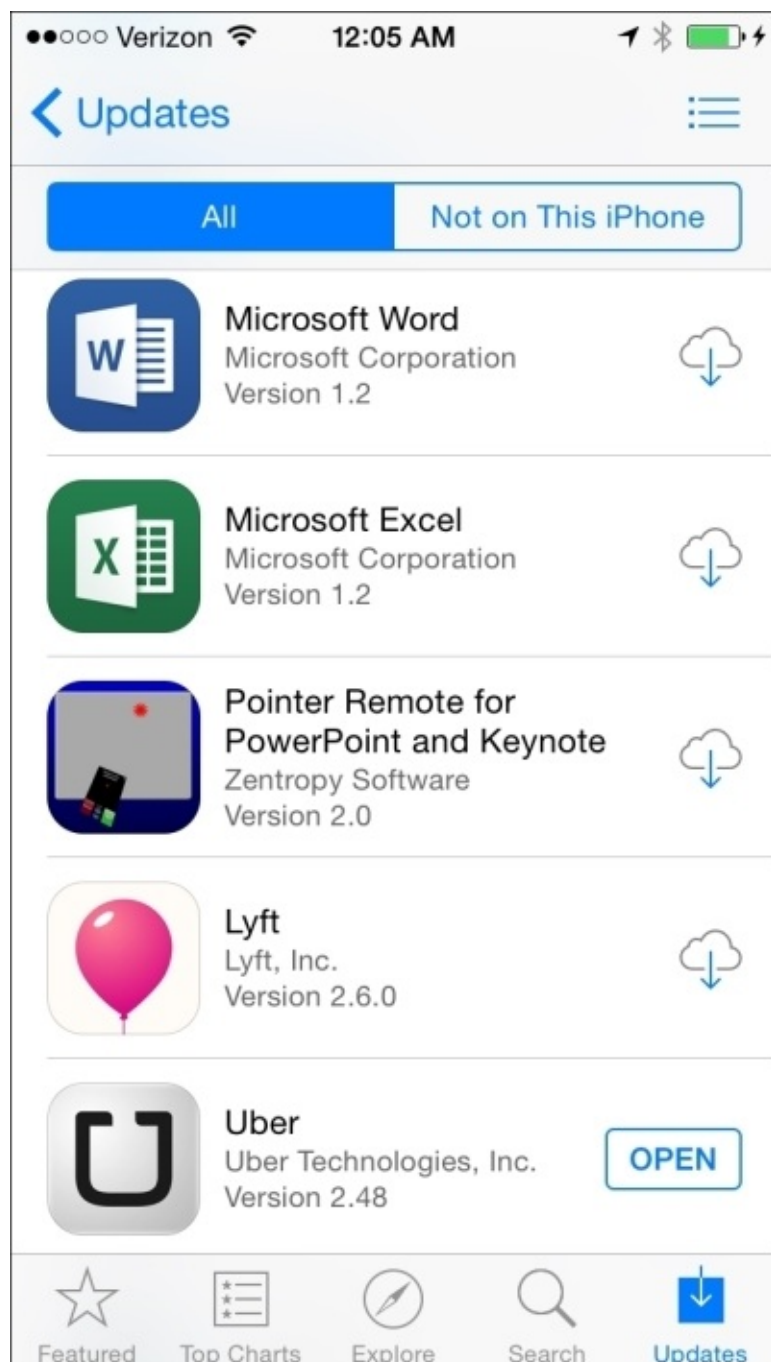 Verizon 12:05 AM
Updates
All Not on This iPhone
W
Microsoft Word
Microsoft Corporation
Version 1.2
X
Microsoft Excel
Microsoft Corporation
Version 1.2
Pointer Remote for
PowerPoint and Keynote
Zentropy Software
Version 2.0
Lyft
Lyft, Inc.
Version 2.6.0
Uber
Uber Technologies, Inc.
Version 2.48
OPEN
Featured Top Charts Explore Search Updates